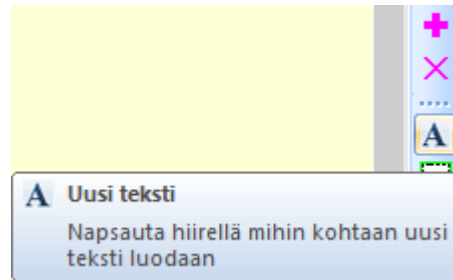 A
A Uusi teksti
Napsauta hiirellä mihin kohtaan uusi
teksti luodaan